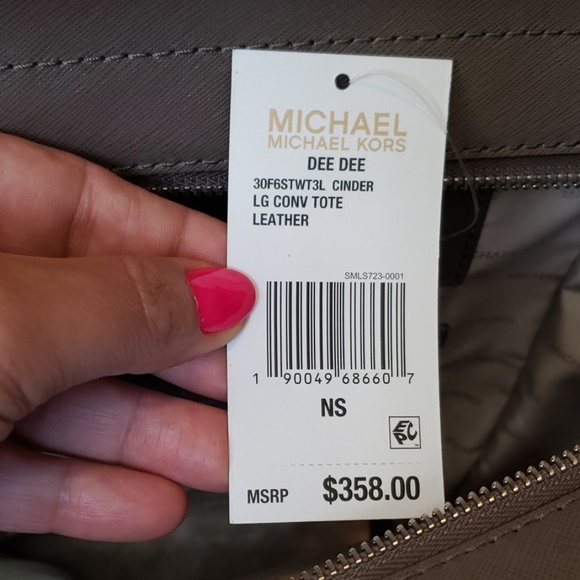 MICHAEL
MICHAEL KORS
DEE DEE
30F6STWT3L CINDER
LG CONV TOTE
LEATHER
SMLS723-0001
1 90049 68660 7
NS
EPC
MSRP $358.00
MICHAEL